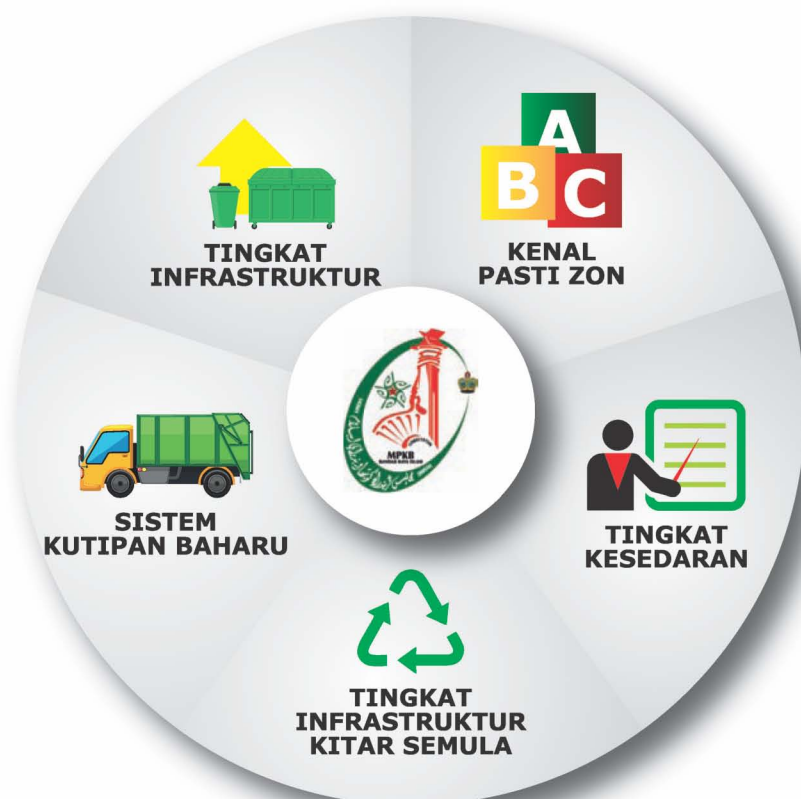 TINGKAT
INFRASTRUKTUR
A
B C
KENAL
PASTI ZON
MPKB
SISTEM
KUTIPAN BAHARU
TINGKAT
KESEDARAN
TINGKAT
INFRASTRUKTUR
KITAR SEMULA